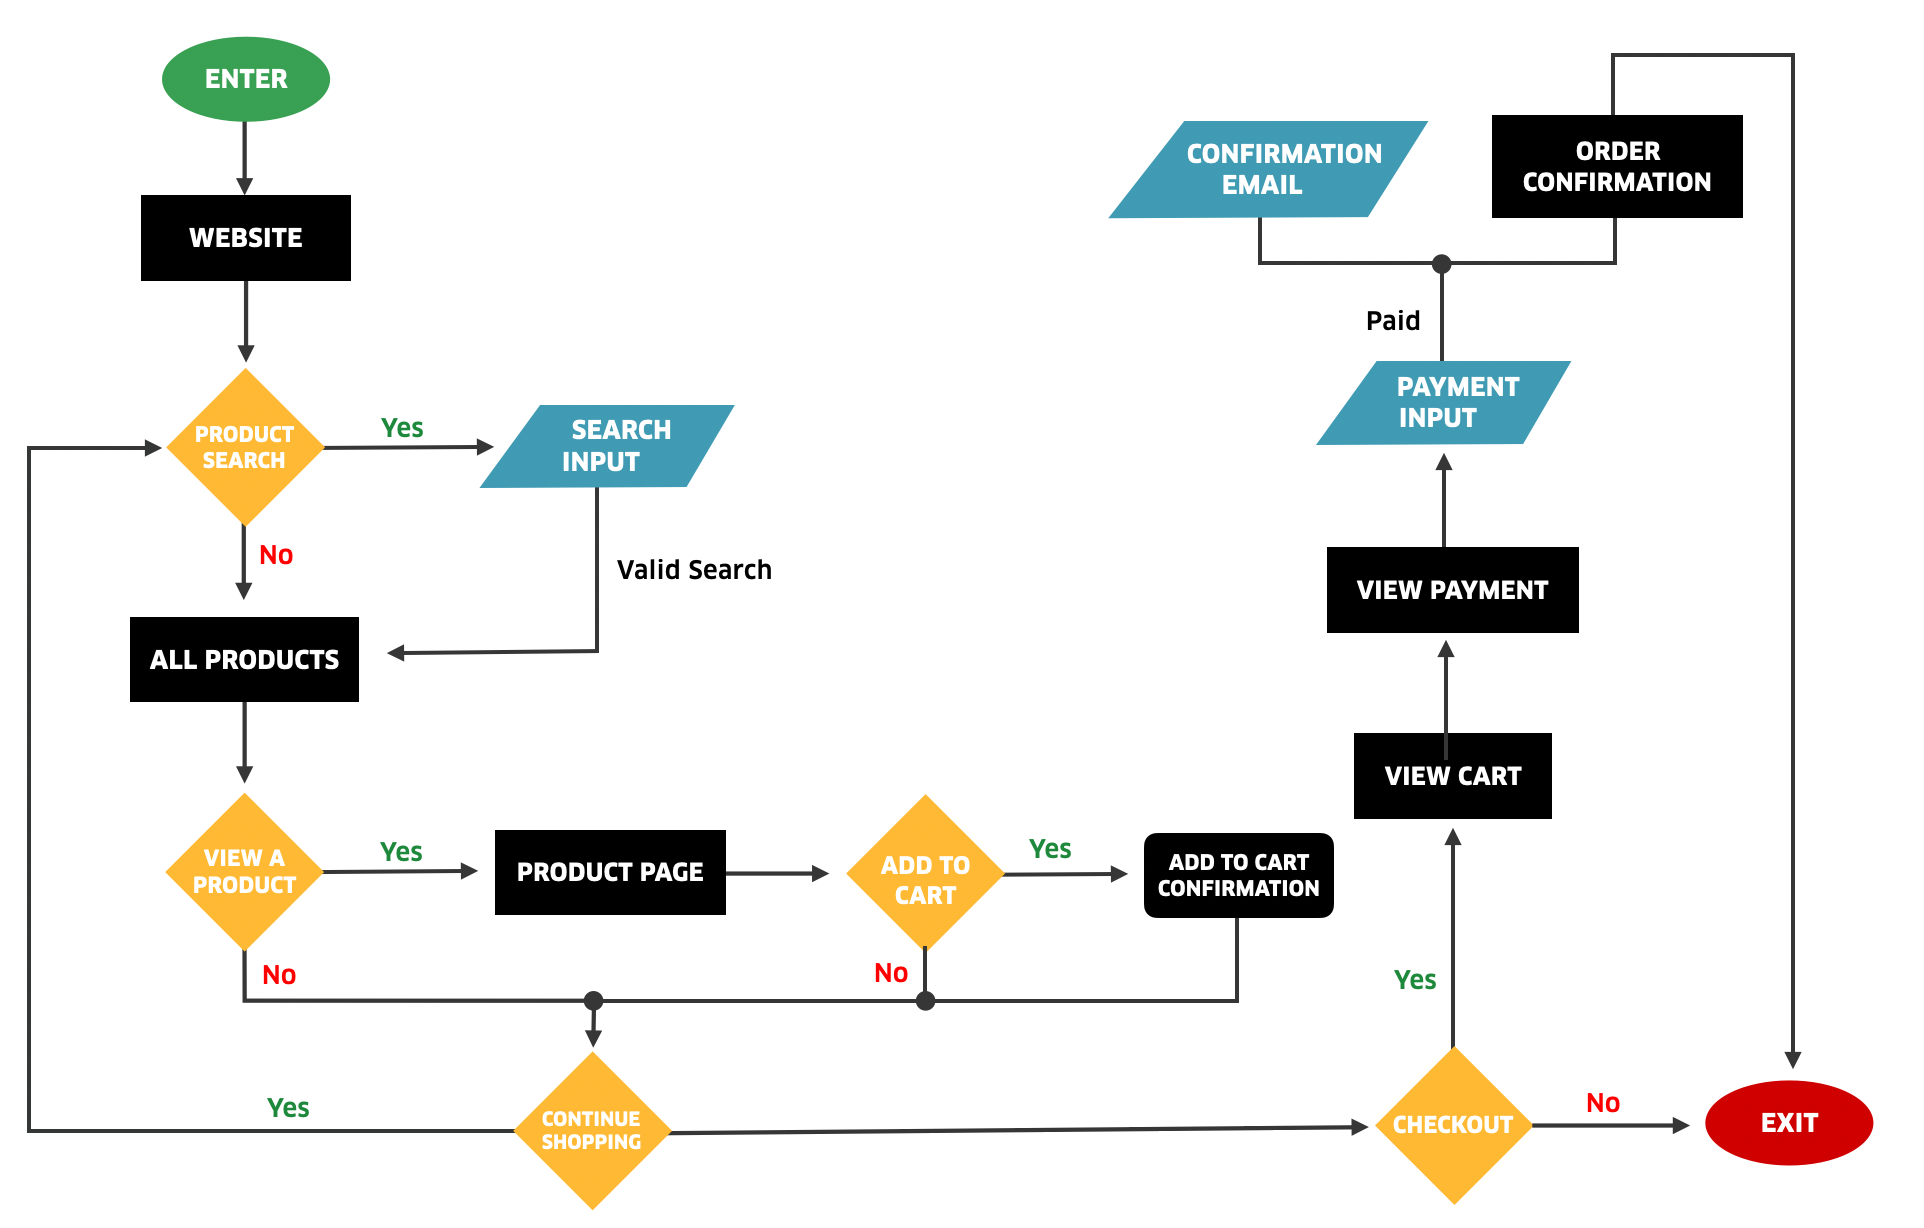 ENTER
WEBSITE
PRODUCT
SEARCH
Yes
SEARCH
INPUT
No
Valid Search
ALL PRODUCTS
VIEW A
PRODUCT
Yes
PRODUCT PAGE
ADD TO
CART
Yes
ADD TO CART
CONFIRMATION
No
No
CONTINUE
SHOPPING
Yes
CHECKOUT
No
EXIT
Yes
VIEW CART
VIEW PAYMENT
PAYMENT
INPUT
Paid
CONFIRMATION
EMAIL
ORDER
CONFIRMATION